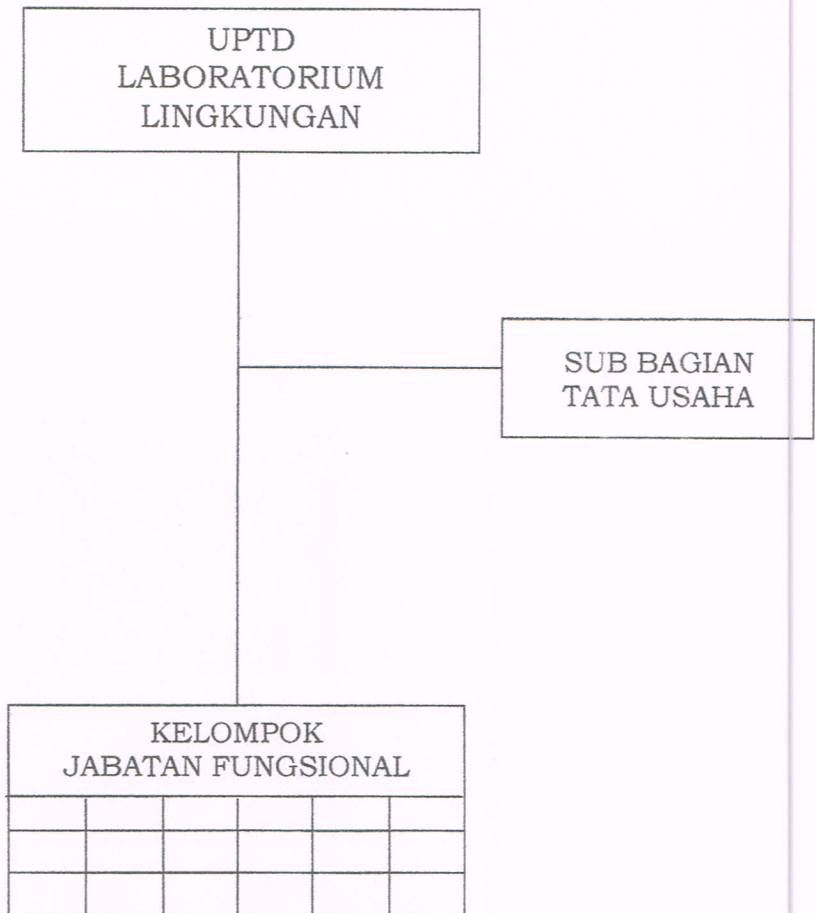 UPTD
LABORATORIUM
LINGKUNGAN
SUB BAGIAN
TATA USAHA
KELOMPOK
JABATAN FUNGSIONAL